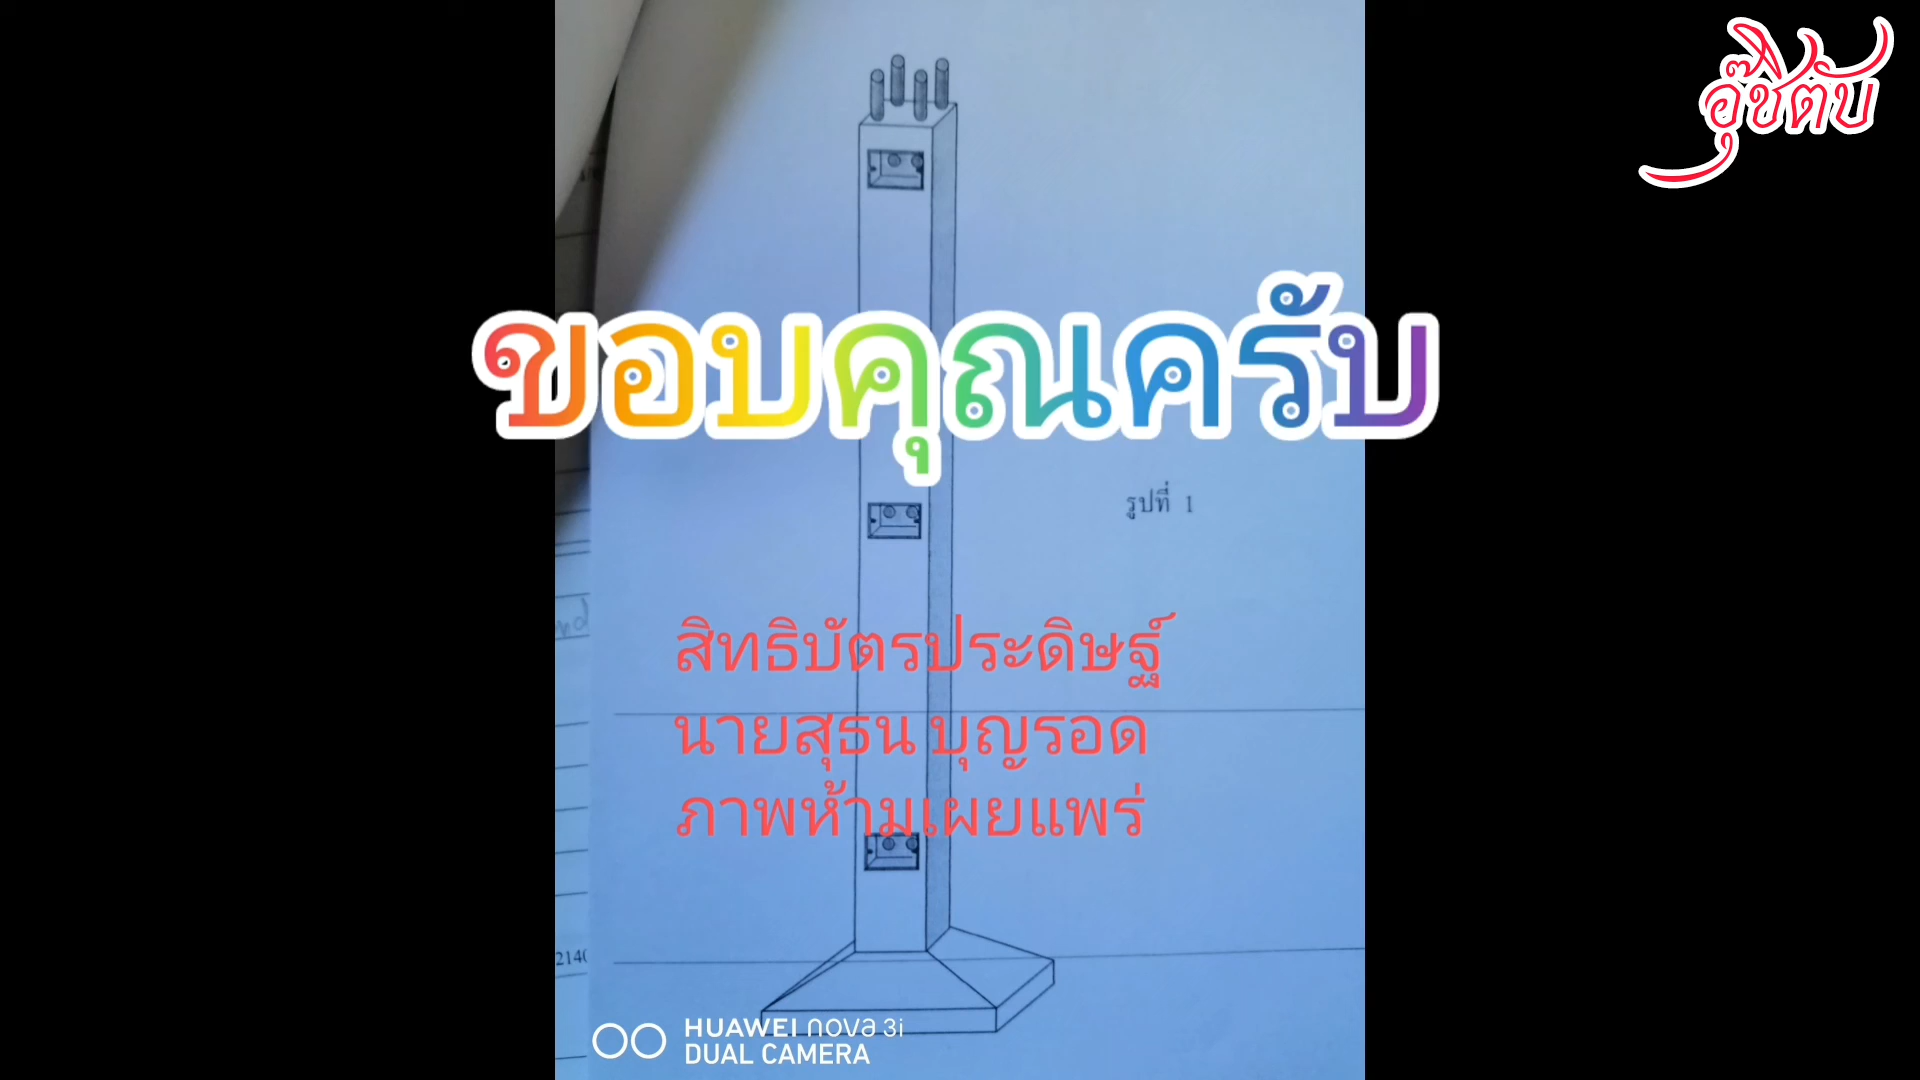 อุ๊ชิตับ
ขอบคุณครับ
รูปที่ 1
สิทธิบัตรประดิษฐ์
นายสุธน บุญรอด
ภาพห้ามเผยแพร่
2140
HUAWEI nova 3i
DUAL CAMERA